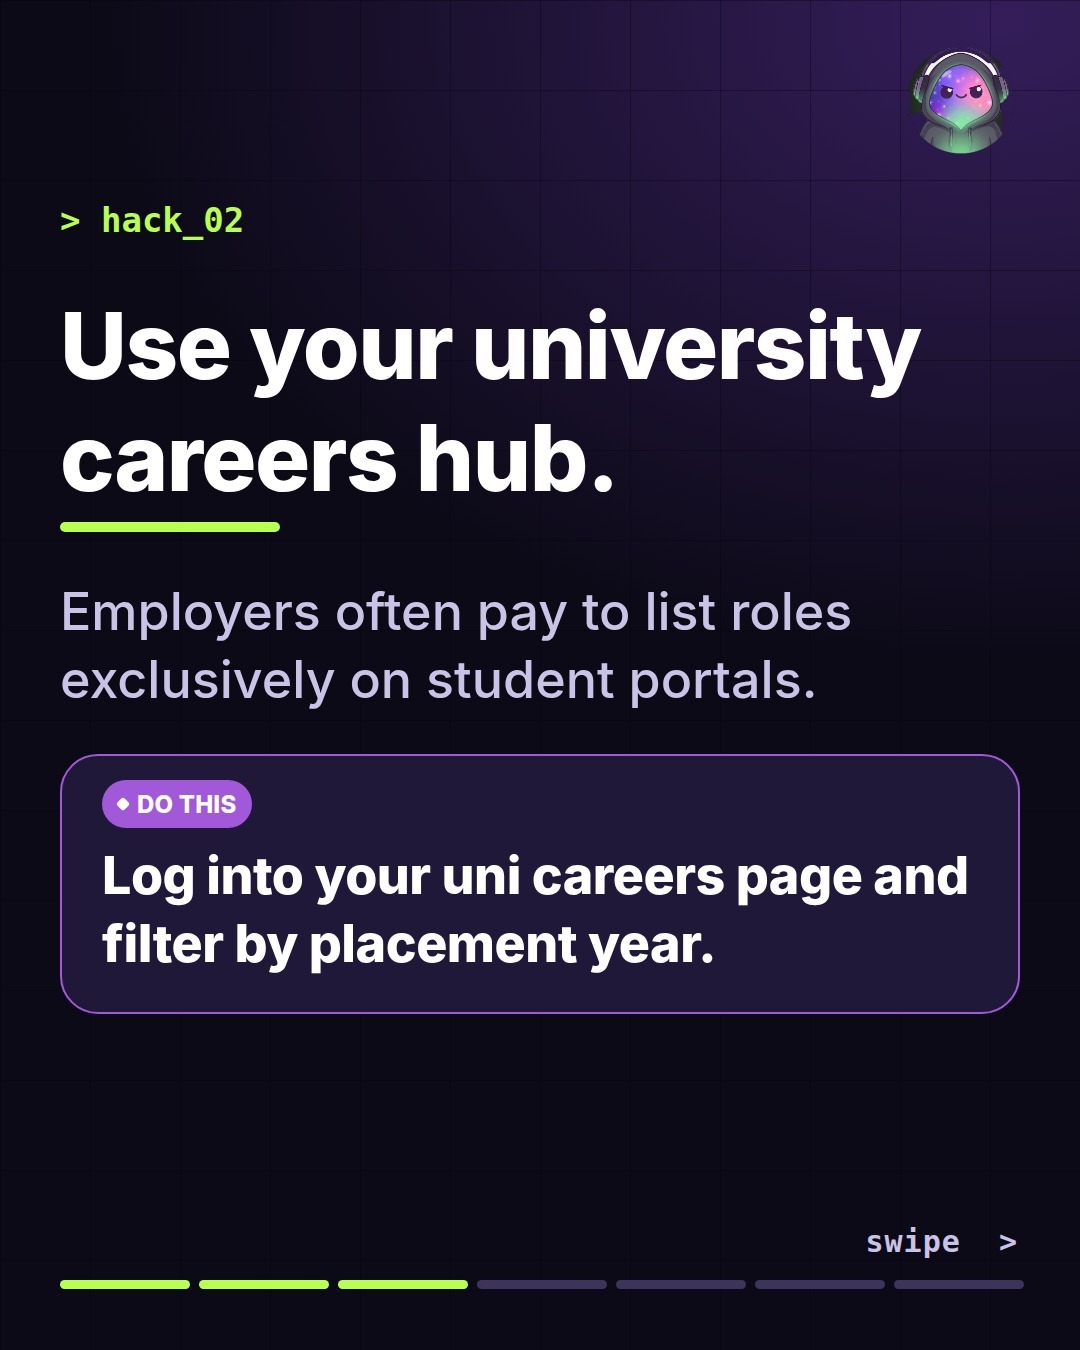 > hack_02
Use your university
careers hub.
Employers often pay to list roles
exclusively on student portals.
DO THIS
Log into your uni careers page and
filter by placement year.
swipe >